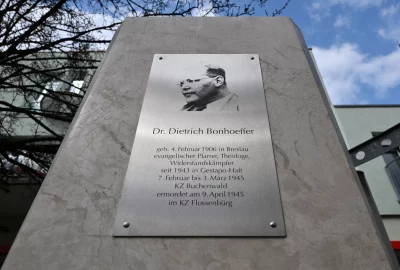 Dr. Dietrich Bonhoeffer
geb. 4. Februar 1906 in Breslau
evangelischer Pfarrer, Theologe,
Widerstandskämpfer
seit 1943 in Gestapo-Haft
7. Februar bis 3. März 1945
KZ Buchenwald
ermordet am 9. April 1945
im KZ Flossenbürg